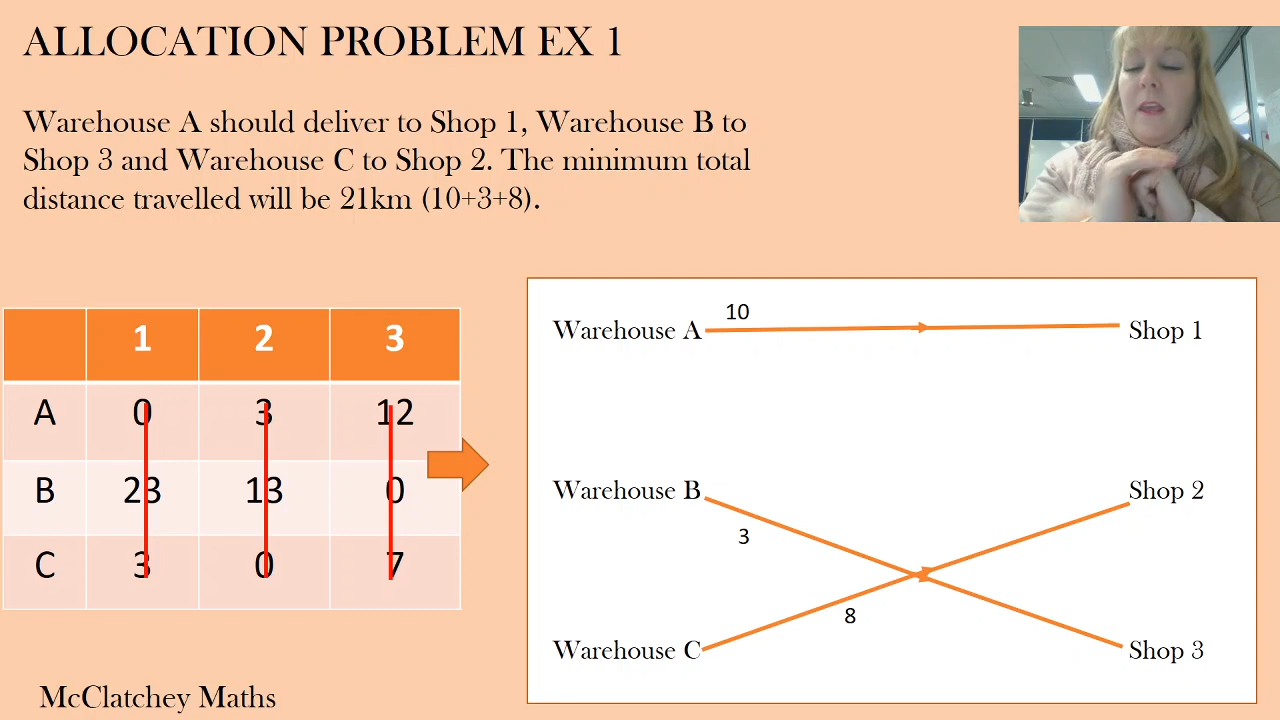 ALLOCATION PROBLEM EX 1
Warehouse A should deliver to Shop 1, Warehouse B to
Shop 3 and Warehouse C to Shop 2. The minimum total
distance travelled will be 21km (10+3+8).
1 2 3
A 0 3 12
B 23 13 0
C 3 0 7
10
Warehouse A Shop 1
Warehouse B Shop 2
3
8
Warehouse C Shop 3
McClatchey Maths